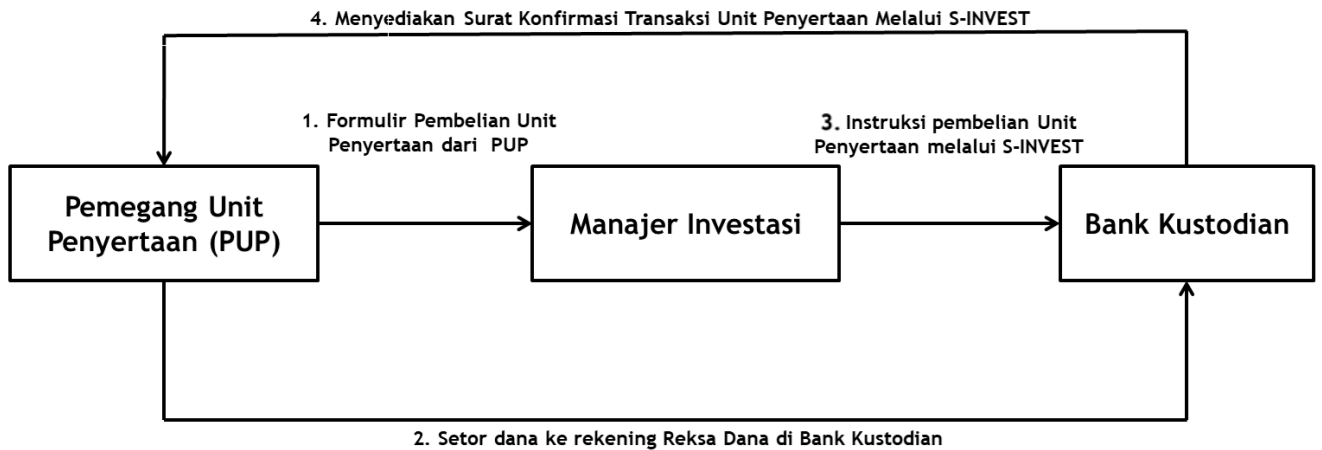 4. Menyediakan Surat Konfirmasi Transaksi Unit Penyertaan Melalui S-INVEST
1. Formulir Pembelian Unit
Penyertaan dari PUP
3. Instruksi pembelian Unit
Penyertaan melalui S-INVEST
Pemegang Unit
Penyertaan (PUP)
Manajer Investasi
Bank Kustodian
2. Setor dana ke rekening Reksa Dana di Bank Kustodian